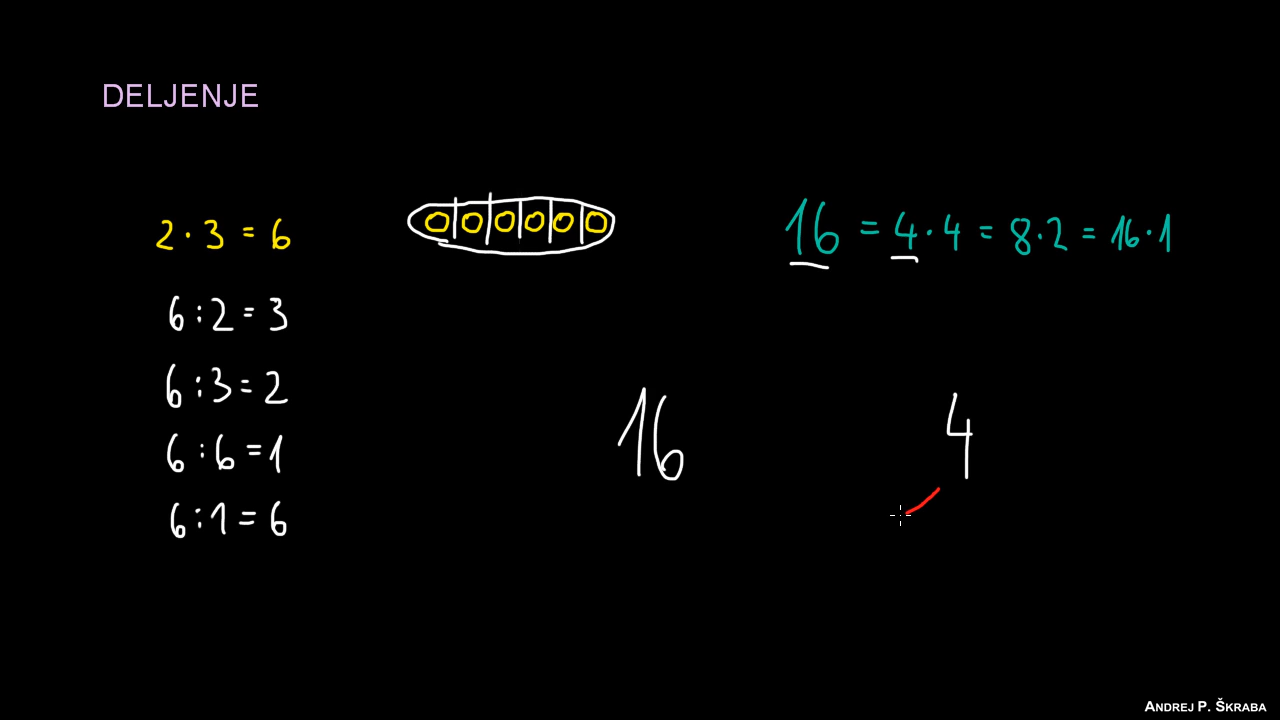 DELJENJE
2 · 3 = 6
16 = 4 · 4 = 8 · 2 = 16 · 1
6 : 2 = 3
6 : 3 = 2
6 : 6 = 1
6 : 1 = 6
16 4
ANDREJ P. ŠKRABA